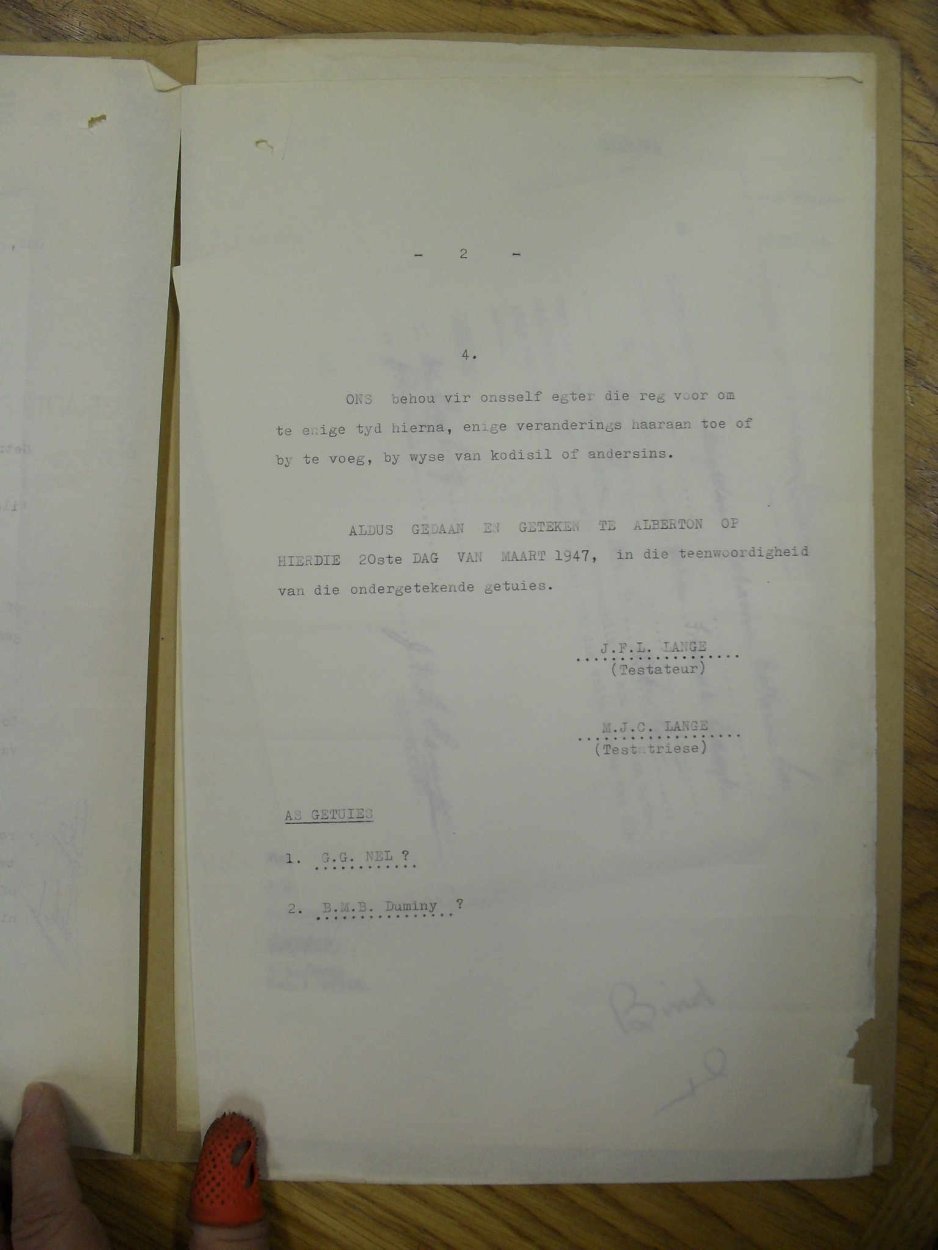 - 2 -
4.
ONS behou vir onsself egter die reg voor om
te enige tyd hierna, enige veranderings haaraan toe of
by te voeg, by wyse van kodisil of andersins.
ALDUS GEDAAN EN GETEKEN TE ALBERTON OP
HIERDIE 20ste DAG VAN MAART 1947, in die teenwoordigheid
van die ondergetekende getuies.
J.F.L. LANGE
(Testateur)
M.J.C. LANGE
(Testatriese)
AS GETUIES
1. G.G. NEL ?
2. B.M.B. Duminy ?